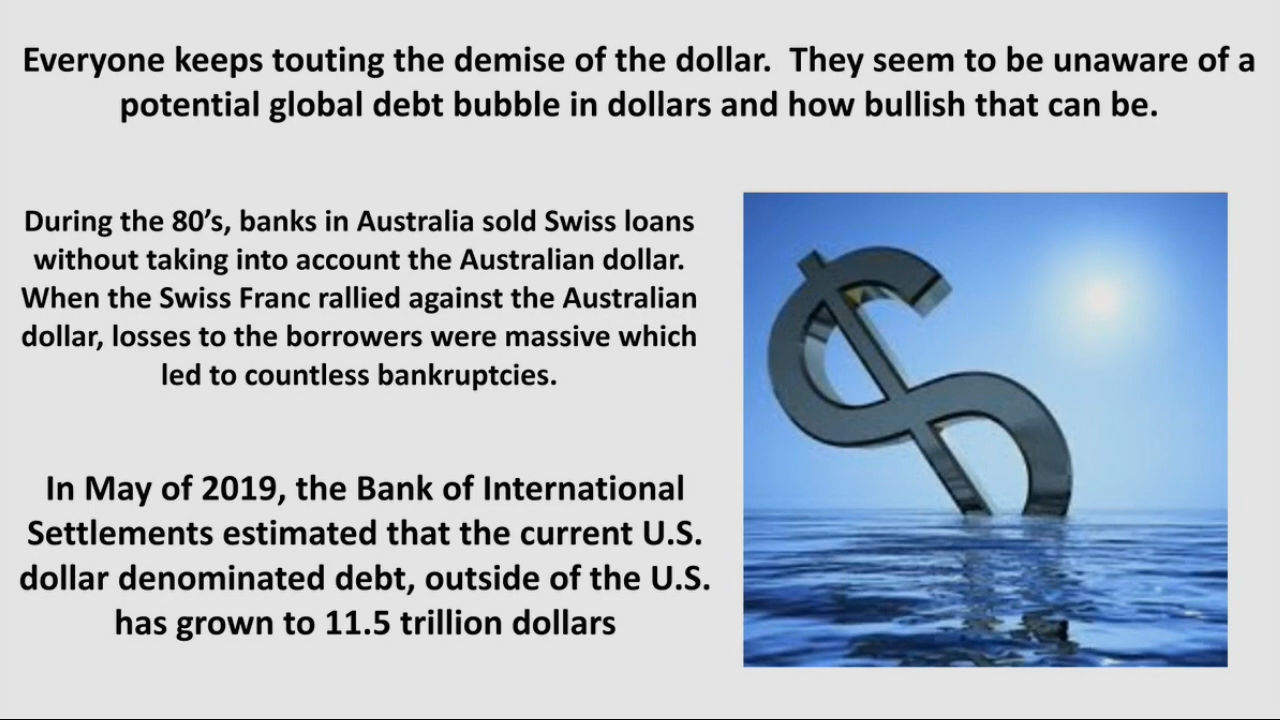 Everyone keeps touting the demise of the dollar.  They seem to be unaware of a
potential global debt bubble in dollars and how bullish that can be.
During the 80’s, banks in Australia sold Swiss loans
without taking into account the Australian dollar.
When the Swiss Franc rallied against the Australian
dollar, losses to the borrowers were massive which
led to countless bankruptcies.
In May of 2019, the Bank of International
Settlements estimated that the current U.S.
dollar denominated debt, outside of the U.S.
has grown to 11.5 trillion dollars